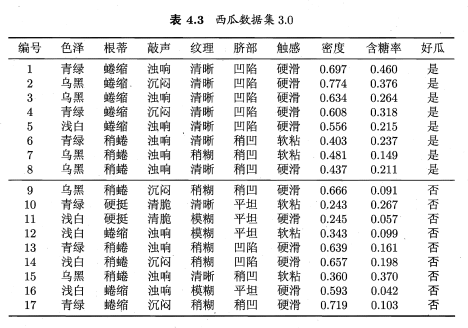 表 4.3 西瓜数据集 3.0
编号 色泽 根蒂 敲声 纹理 脐部 触感 密度 含糖率 好瓜
1 青绿 蜷缩 浊响 清晰 凹陷 硬滑 0.697 0.460 是
2 乌黑 蜷缩 沉闷 清晰 凹陷 硬滑 0.774 0.376 是
3 乌黑 蜷缩 浊响 清晰 凹陷 硬滑 0.634 0.264 是
4 青绿 蜷缩 沉闷 清晰 凹陷 硬滑 0.608 0.318 是
5 浅白 蜷缩 浊响 清晰 凹陷 硬滑 0.556 0.215 是
6 青绿 稍蜷 浊响 清晰 稍凹 软粘 0.403 0.237 是
7 乌黑 稍蜷 浊响 稍糊 稍凹 软粘 0.481 0.149 是
8 乌黑 稍蜷 浊响 清晰 稍凹 硬滑 0.437 0.211 是
9 乌黑 稍蜷 沉闷 稍糊 稍凹 硬滑 0.666 0.091 否
10 青绿 硬挺 清脆 清晰 平坦 软粘 0.243 0.267 否
11 浅白 硬挺 清脆 模糊 平坦 硬滑 0.245 0.057 否
12 浅白 蜷缩 浊响 模糊 平坦 软粘 0.343 0.099 否
13 青绿 稍蜷 浊响 稍糊 凹陷 硬滑 0.639 0.161 否
14 浅白 稍蜷 沉闷 稍糊 凹陷 硬滑 0.657 0.198 否
15 乌黑 稍蜷 浊响 清晰 稍凹 软粘 0.360 0.370 否
16 浅白 蜷缩 浊响 模糊 平坦 硬滑 0.593 0.042 否
17 青绿 蜷缩 沉闷 稍糊 稍凹 硬滑 0.719 0.103 否